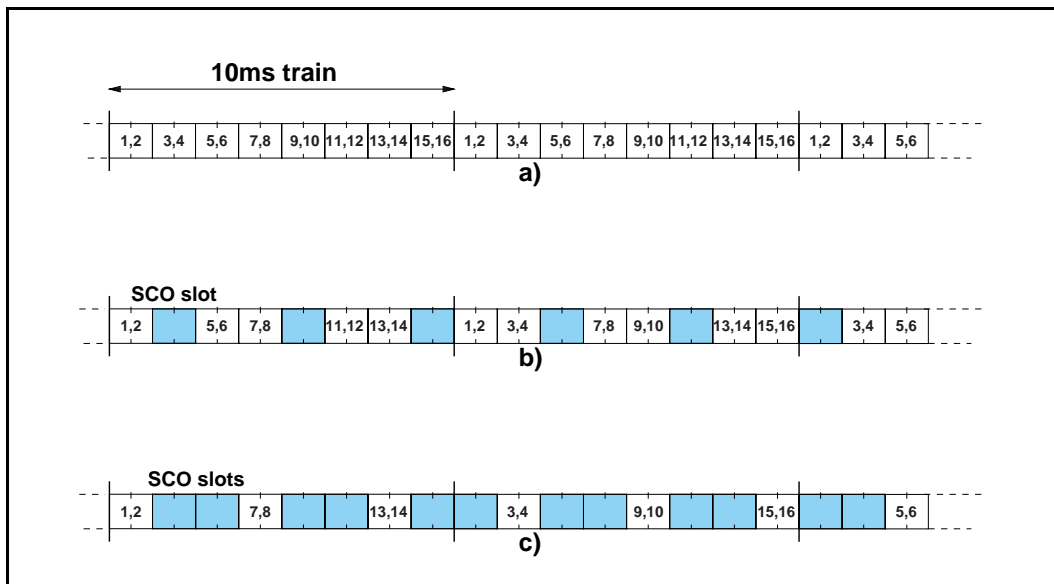 10ms train
1,2 3,4 5,6 7,8 9,10 11,12 13,14 15,16 1,2 3,4 5,6 7,8 9,10 11,12 13,14 15,16 1,2 3,4 5,6
a)
SCO slot
1,2 5,6 7,8 11,12 13,14 1,2 3,4 7,8 9,10 13,14 15,16 3,4 5,6
b)
SCO slots
1,2 7,8 13,14 3,4 9,10 15,16 5,6
c)